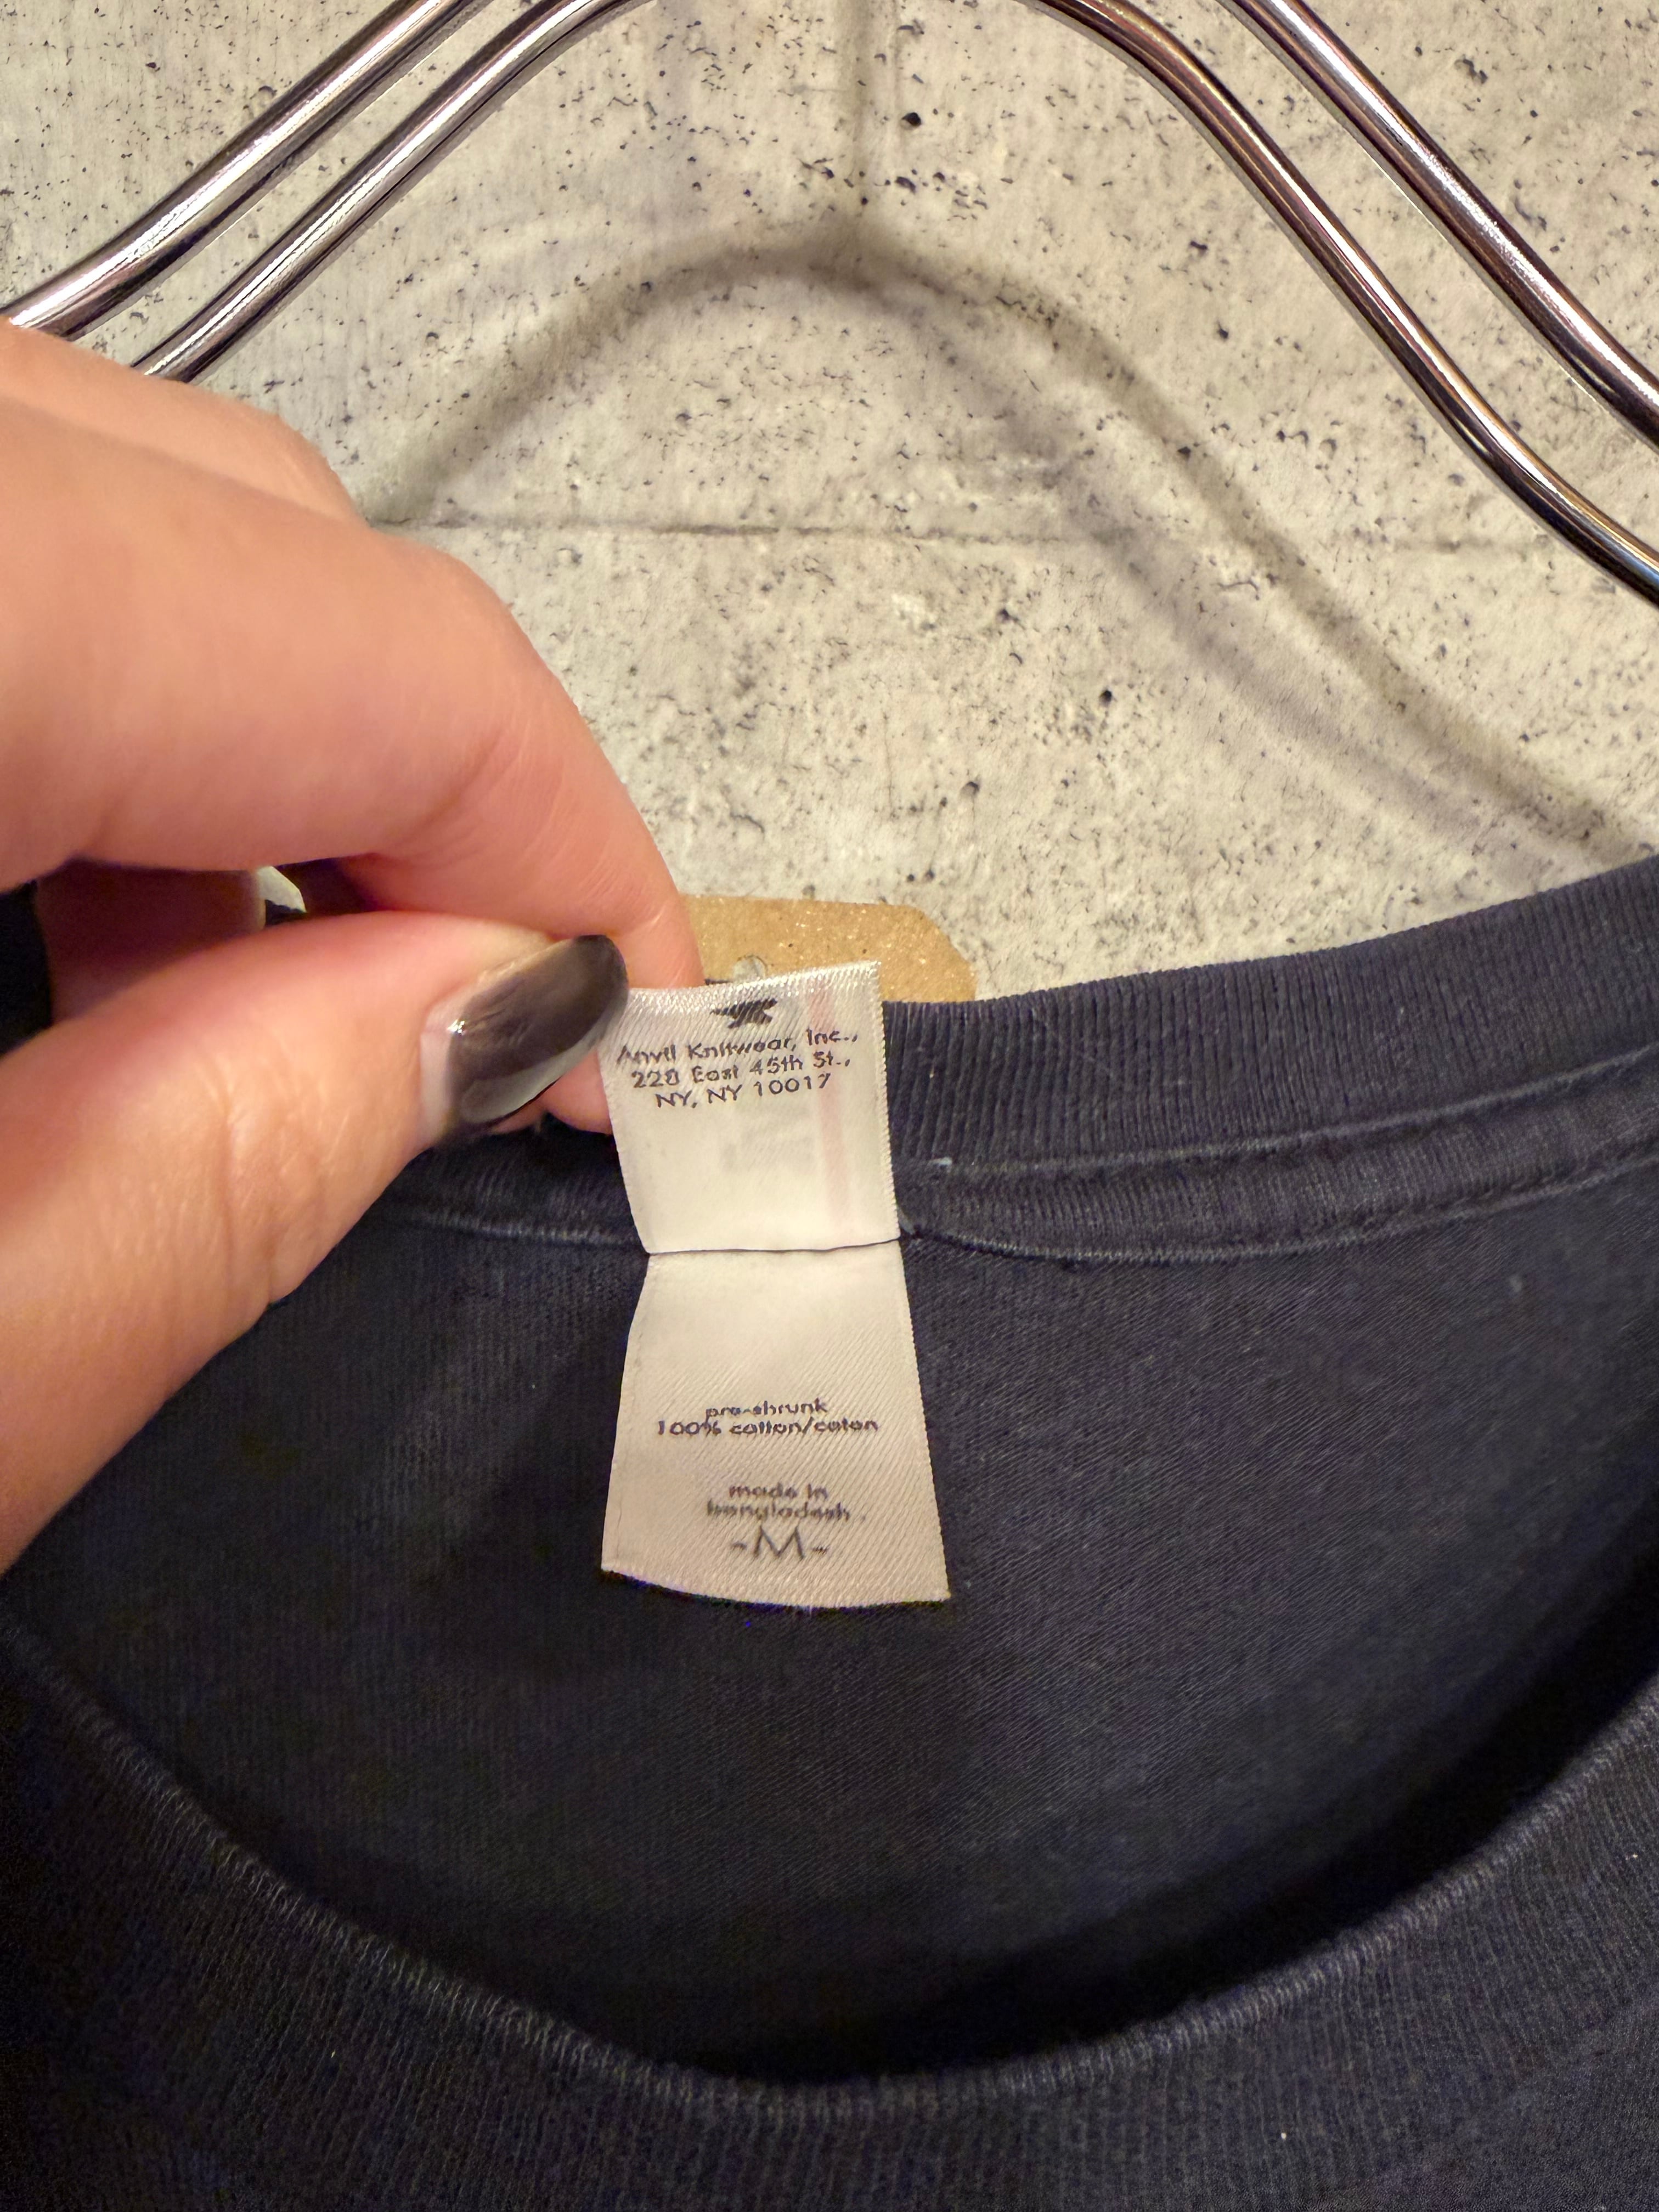 Anvil Knitwear, Inc.,
228 East 45th St.,
NY, NY 10017
pre-shrunk
100% cotton/coton
made in
bangladesh
-M-